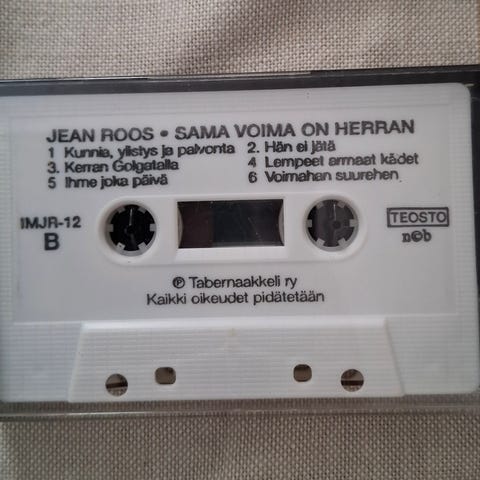 JEAN ROOS • SAMA VOIMA ON HERRAN
1 Kunnia, ylistys ja palvonta 2. Hän ei jätä
3. Kerran Golgatalla 4 Lempeet armaat kädet
5 Ihme joka päivä 6 Voimahan suurehen
IMJR-12
B
TEOSTO
n©b
℗ Tabernaakkeli ry
Kaikki oikeudet pidätetään